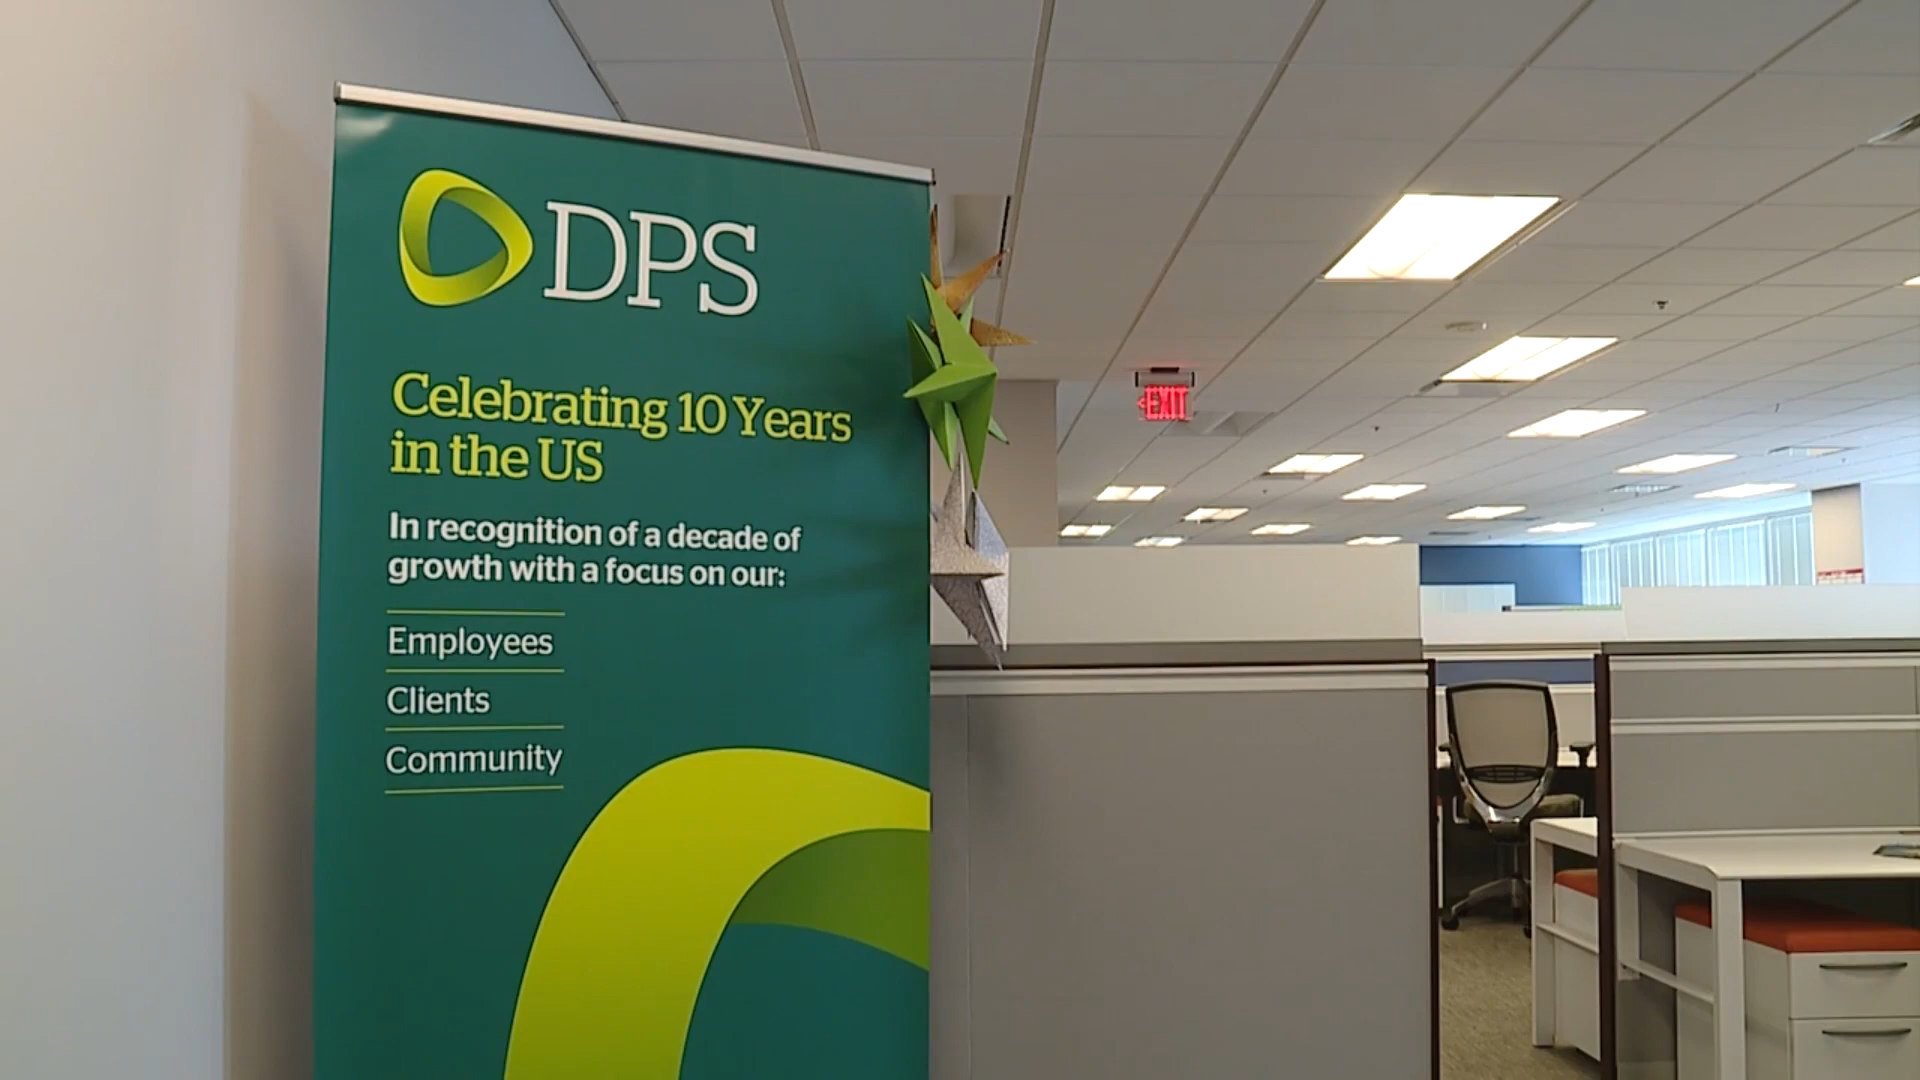 DPS
Celebrating 10 Years
in the US
In recognition of a decade of
growth with a focus on our:
Employees
Clients
Community
EXIT